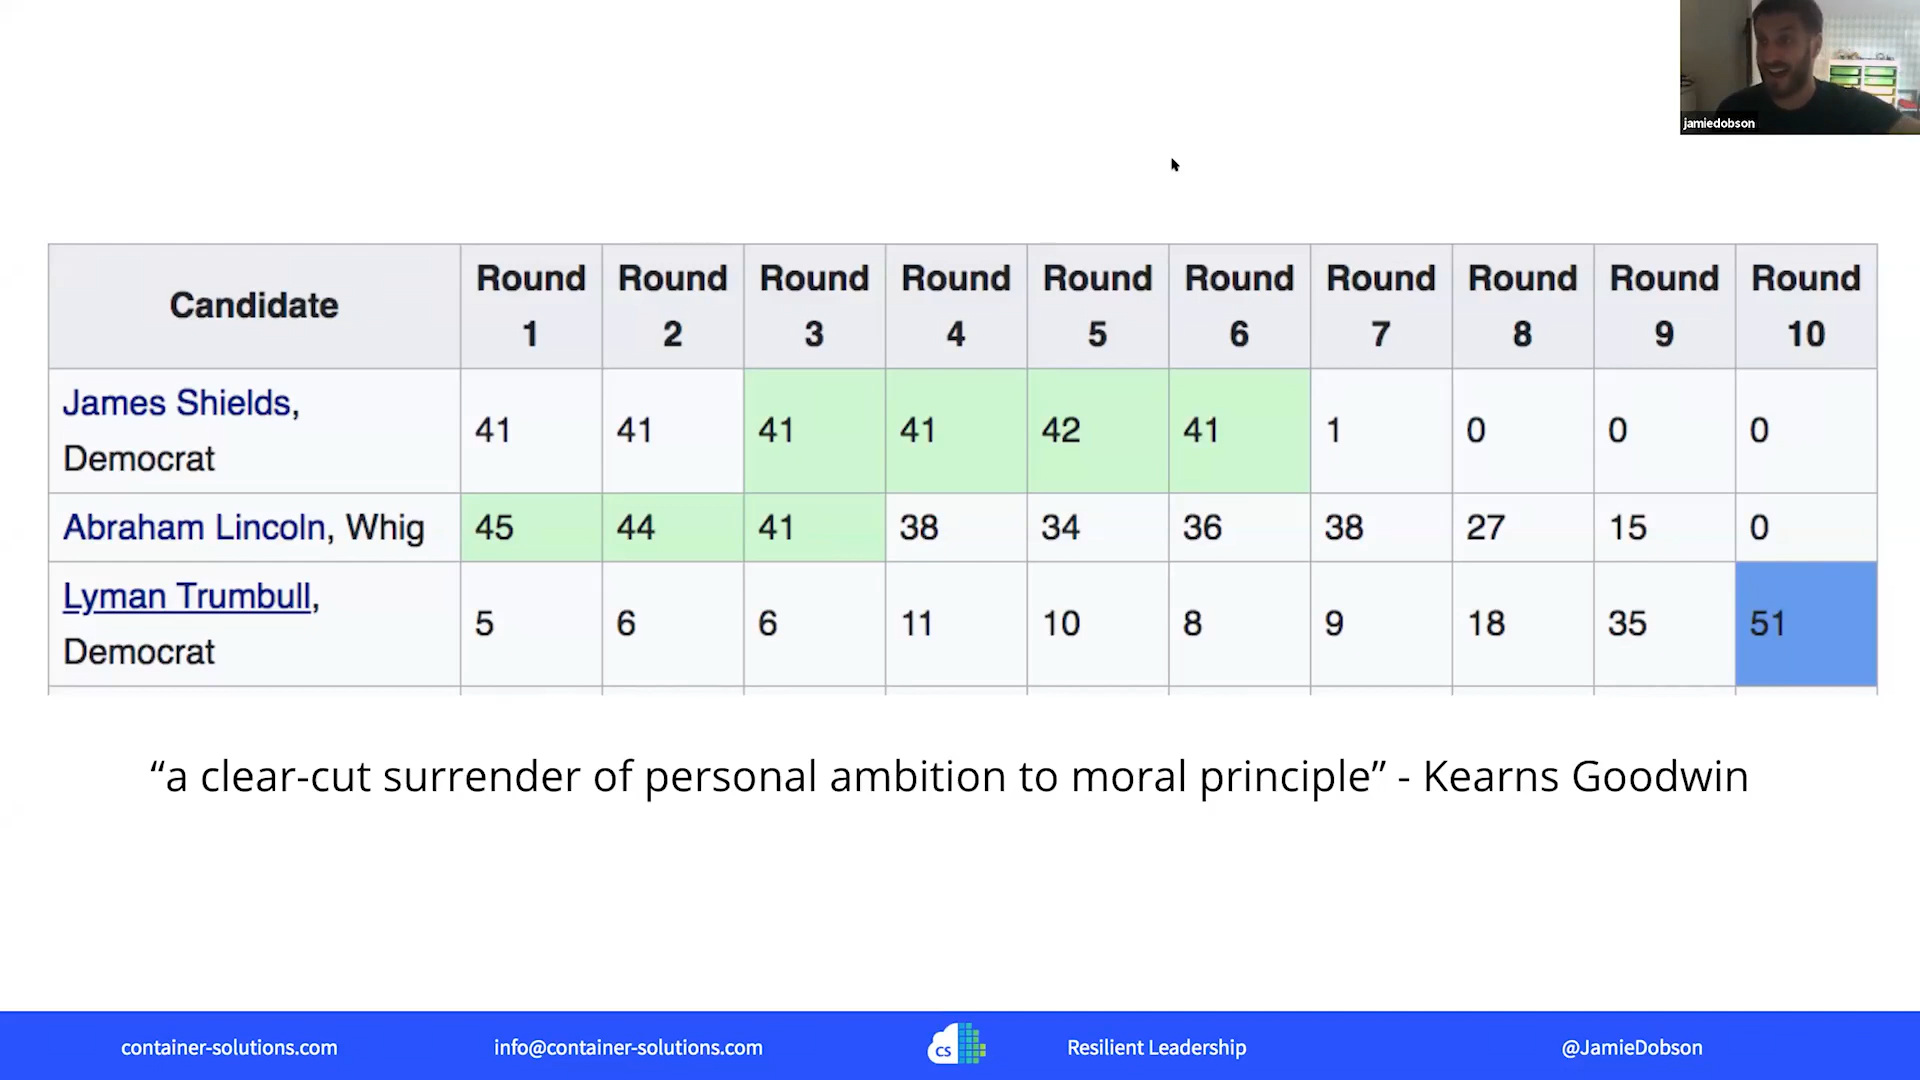 jamiedobson
Candidate Round 1 Round 2 Round 3 Round 4 Round 5 Round 6 Round 7 Round 8 Round 9 Round 10
James Shields, Democrat 41 41 41 41 42 41 1 0 0 0
Abraham Lincoln, Whig 45 44 41 38 34 36 38 27 15 0
Lyman Trumbull, Democrat 5 6 6 11 10 8 9 18 35 51
“a clear-cut surrender of personal ambition to moral principle” - Kearns Goodwin
container-solutions.com info@container-solutions.com CS Resilient Leadership @JamieDobson